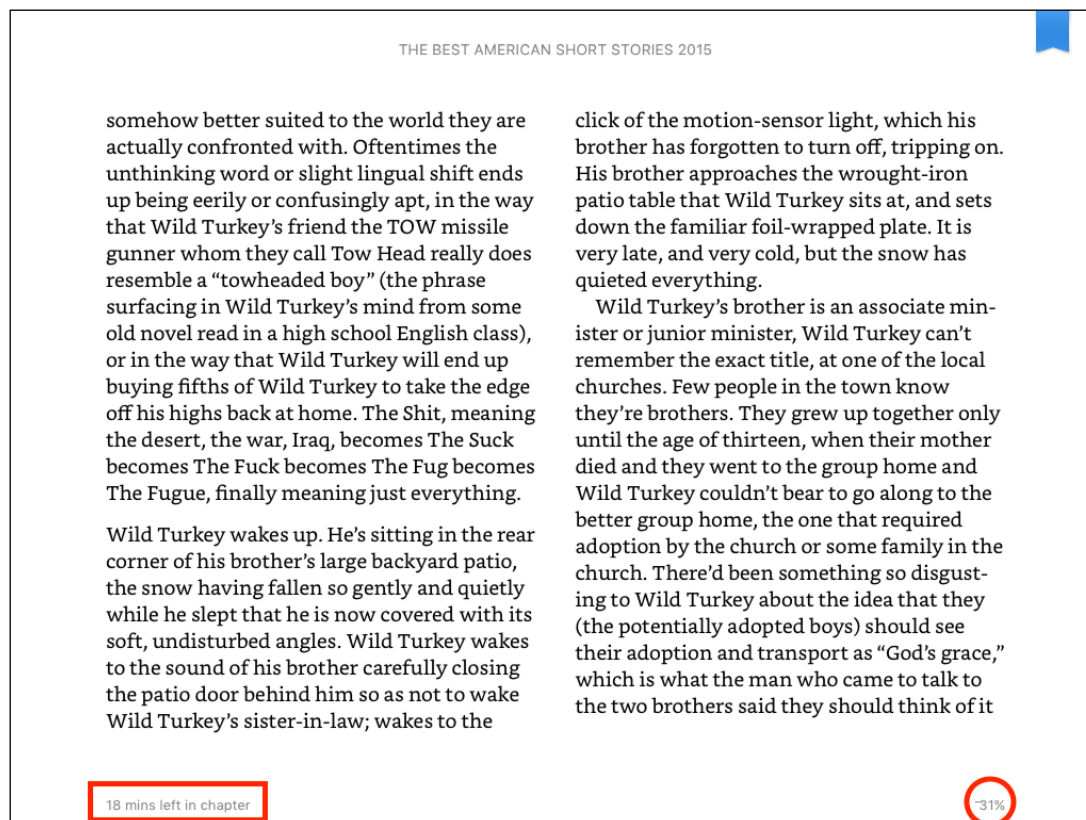 THE BEST AMERICAN SHORT STORIES 2015
somehow better suited to the world they are
actually confronted with. Oftentimes the
unthinking word or slight lingual shift ends
up being eerily or confusingly apt, in the way
that Wild Turkey’s friend the TOW missile
gunner whom they call Tow Head really does
resemble a “towheaded boy” (the phrase
surfacing in Wild Turkey’s mind from some
old novel read in a high school English class),
or in the way that Wild Turkey will end up
buying fifths of Wild Turkey to take the edge
off his highs back at home. The Shit, meaning
the desert, the war, Iraq, becomes The Suck
becomes The Fuck becomes The Fug becomes
The Fugue, finally meaning just everything.
Wild Turkey wakes up. He’s sitting in the rear
corner of his brother’s large backyard patio,
the snow having fallen so gently and quietly
while he slept that he is now covered with its
soft, undisturbed angles. Wild Turkey wakes
to the sound of his brother carefully closing
the patio door behind him so as not to wake
Wild Turkey’s sister-in-law; wakes to the
click of the motion-sensor light, which his
brother has forgotten to turn off, tripping on.
His brother approaches the wrought-iron
patio table that Wild Turkey sits at, and sets
down the familiar foil-wrapped plate. It is
very late, and very cold, but the snow has
quieted everything.
Wild Turkey’s brother is an associate min-
ister or junior minister, Wild Turkey can’t
remember the exact title, at one of the local
churches. Few people in the town know
they’re brothers. They grew up together only
until the age of thirteen, when their mother
died and they went to the group home and
Wild Turkey couldn’t bear to go along to the
better group home, the one that required
adoption by the church or some family in the
church. There’d been something so disgust-
ing to Wild Turkey about the idea that they
(the potentially adopted boys) should see
their adoption and transport as “God’s grace,”
which is what the man who came to talk to
the two brothers said they should think of it
18 mins left in chapter
31%